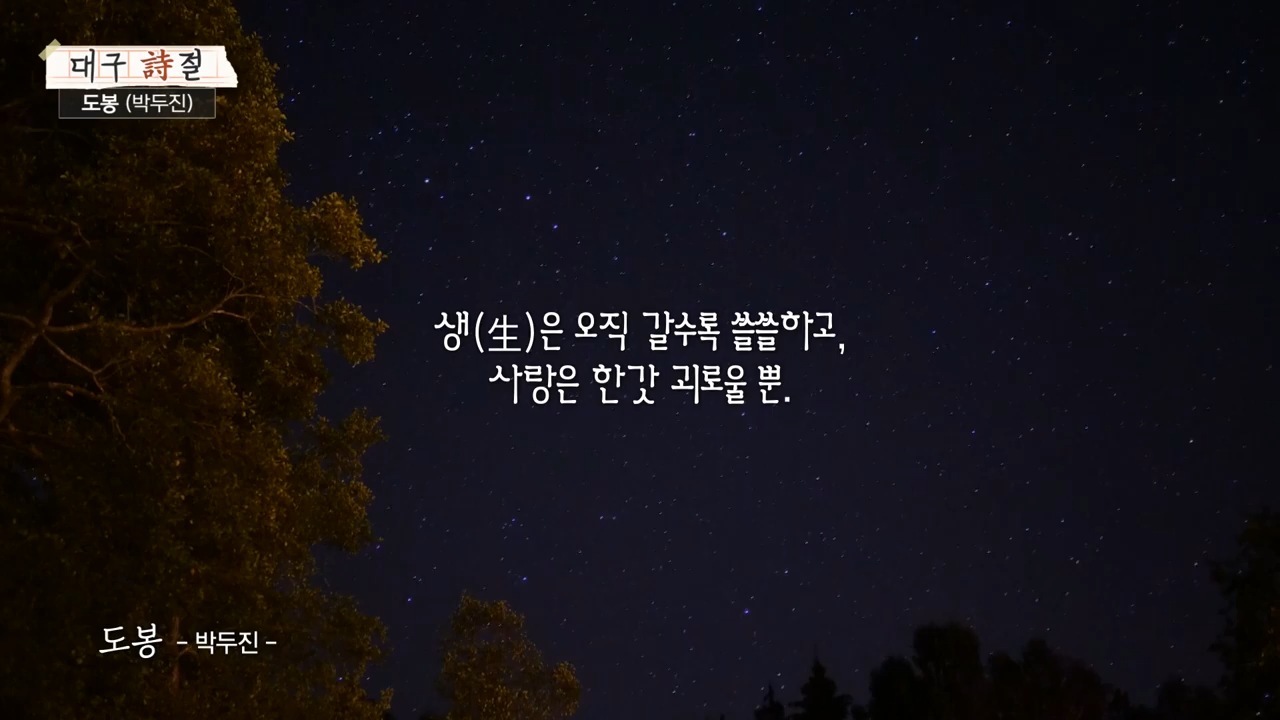 대구 詩절
도봉 (박두진)
생(生)은 오직 갈수록 쓸쓸하고,
사랑은 한갓 괴로울 뿐.
도봉 - 박두진 -